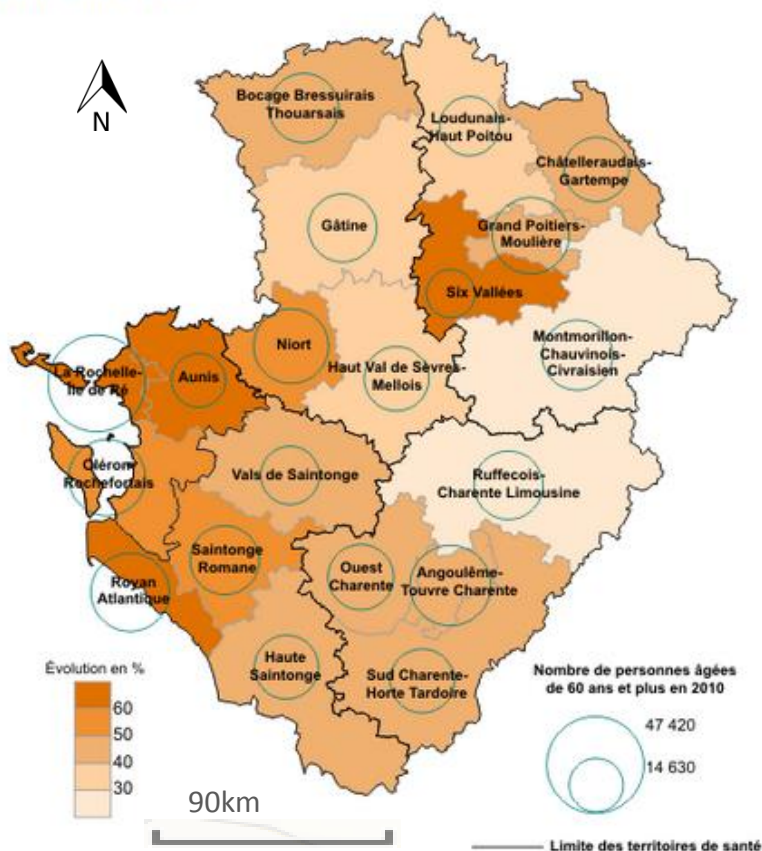 N
Bocage Bressuirais
Thouarsais
Loudunais-
Haut Poitou
Châtelleraudais-
Gartempe
Gâtine
Grand Poitiers-
Moulière
Six Vallées
Niort
Montmorillon-
Chauvinois-
Civraisien
La Rochelle-
Ile de Ré
Aunis
Haut Val de Sèvres-
Mellois
Oléron-
Rochefortais
Vals de Saintonge
Ruffecois-
Charente Limousine
Saintonge
Romane
Ouest
Charente
Angoulême-
Touvre Charente
Royan
Atlantique
Haute
Saintonge
Sud Charente-
Horte Tardoire
Évolution en %
60
50
40
30
90km
Nombre de personnes âgées
de 60 ans et plus en 2010
47 420
14 630
Limite des territoires de santé